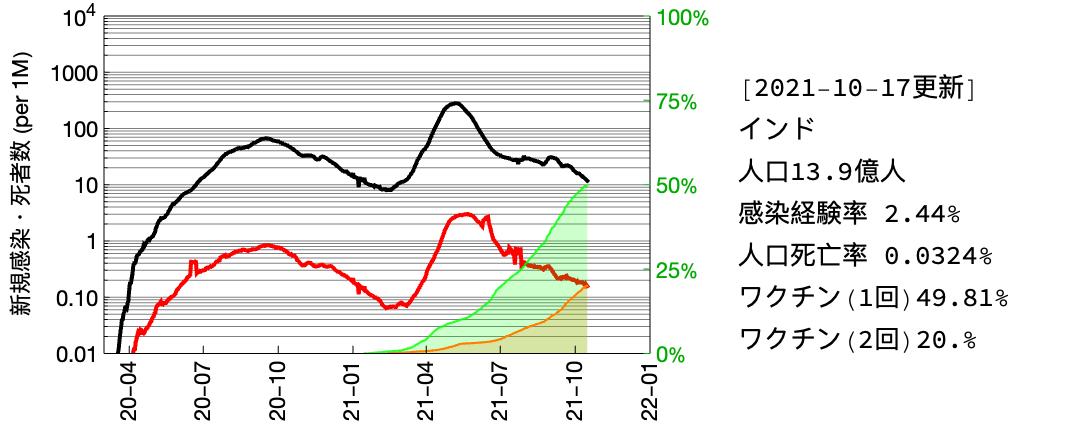 新規感染・死者数 (per 1M)
10^4
1000
100
10
1
0.10
0.01
100%
75%
50%
25%
0%
20-04
20-07
20-10
21-01
21-04
21-07
21-10
22-01
[2021-10-17更新]
インド
人口13.9億人
感染経験率 2.44%
人口死亡率 0.0324%
ワクチン(1回)49.81%
ワクチン(2回)20.%